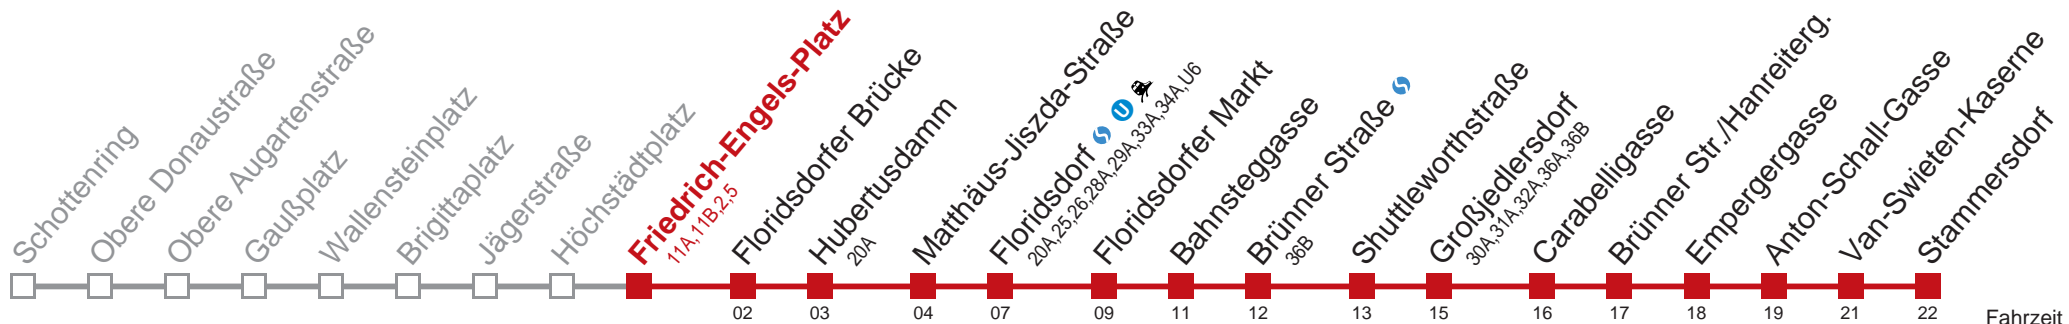 Schottenring
Obere Donaustraße
Obere Augartenstraße
Gaußplatz
Wallensteinplatz
Brigittaplatz
Jägerstraße
Höchstädtplatz
Friedrich-Engels-Platz
11A,11B,2,5
Floridsdorfer Brücke
Hubertusdamm
20A
Matthäus-Jiszda-Straße
Floridsdorf
U
20A,25,26,28A,29A,33A,34A,U6
Floridsdorfer Markt
Bahnsteggasse
Brünner Straße
36B
Shuttleworthstraße
Großjedlersdorf
30A,31A,32A,36A,36B
Carabelligasse
Brünner Str./Hanreiterg.
Empergergasse
Anton-Schall-Gasse
Van-Swieten-Kaserne
Stammersdorf
02 03 04 07 09 11 12 13 15 16 17 18 19 21 22 Fahrzeit